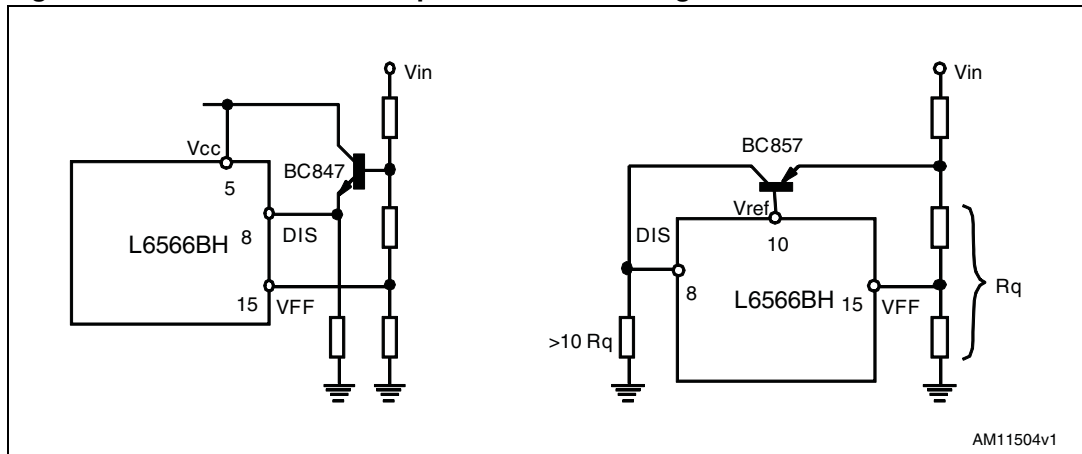 Vin
Vcc
5
BC847
L6566BH
8
DIS
15
VFF
Vin
BC857
Vref
10
DIS
8
L6566BH
15
VFF
Rq
>10 Rq
AM11504v1